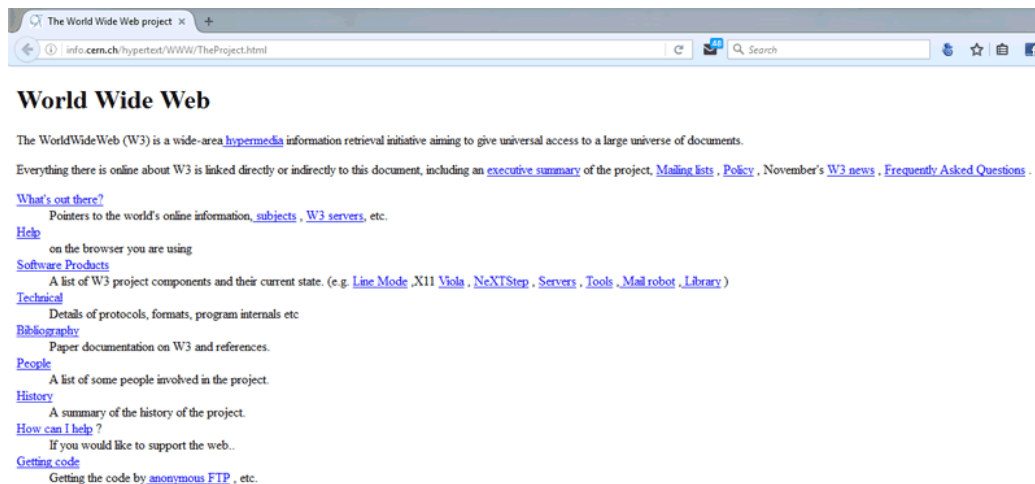 The World Wide Web project
info.cern.ch/hypertext/WWW/TheProject.html
48
Search
World Wide Web
The WorldWideWeb (W3) is a wide-area hypermedia information retrieval initiative aiming to give universal access to a large universe of documents.
Everything there is online about W3 is linked directly or indirectly to this document, including an executive summary of the project, Mailing lists , Policy , November's W3 news , Frequently Asked Questions .
What's out there?
Pointers to the world's online information, subjects , W3 servers, etc.
Help
on the browser you are using
Software Products
A list of W3 project components and their current state. (e.g. Line Mode ,X11 Viola , NeXTStep , Servers , Tools , Mail robot , Library )
Technical
Details of protocols, formats, program internals etc
Bibliography
Paper documentation on W3 and references.
People
A list of some people involved in the project.
History
A summary of the history of the project.
How can I help ?
If you would like to support the web..
Getting code
Getting the code by anonymous FTP , etc.